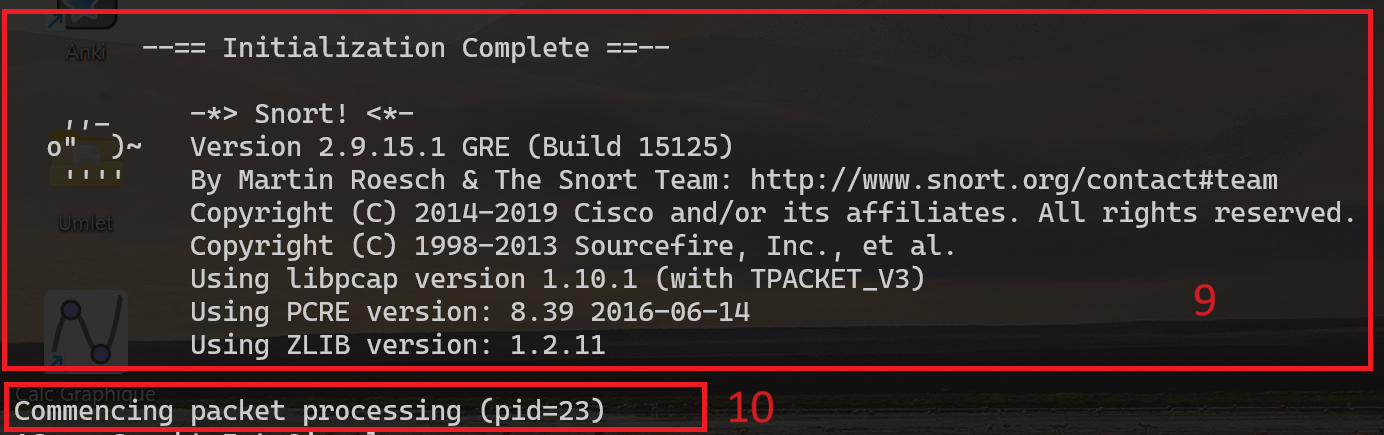 Anki
--== Initialization Complete ==--
,,_ -*> Snort! <*-
o" )~ Version 2.9.15.1 GRE (Build 15125)
'''' By Martin Roesch & The Snort Team: http://www.snort.org/contact#team
Umlet
Copyright (C) 2014-2019 Cisco and/or its affiliates. All rights reserved.
Copyright (C) 1998-2013 Sourcefire, Inc., et al.
Using libpcap version 1.10.1 (with TPACKET_V3)
Using PCRE version: 8.39 2016-06-14
9
Using ZLIB version: 1.2.11
Calc Graphique
Commencing packet processing (pid=23)
10